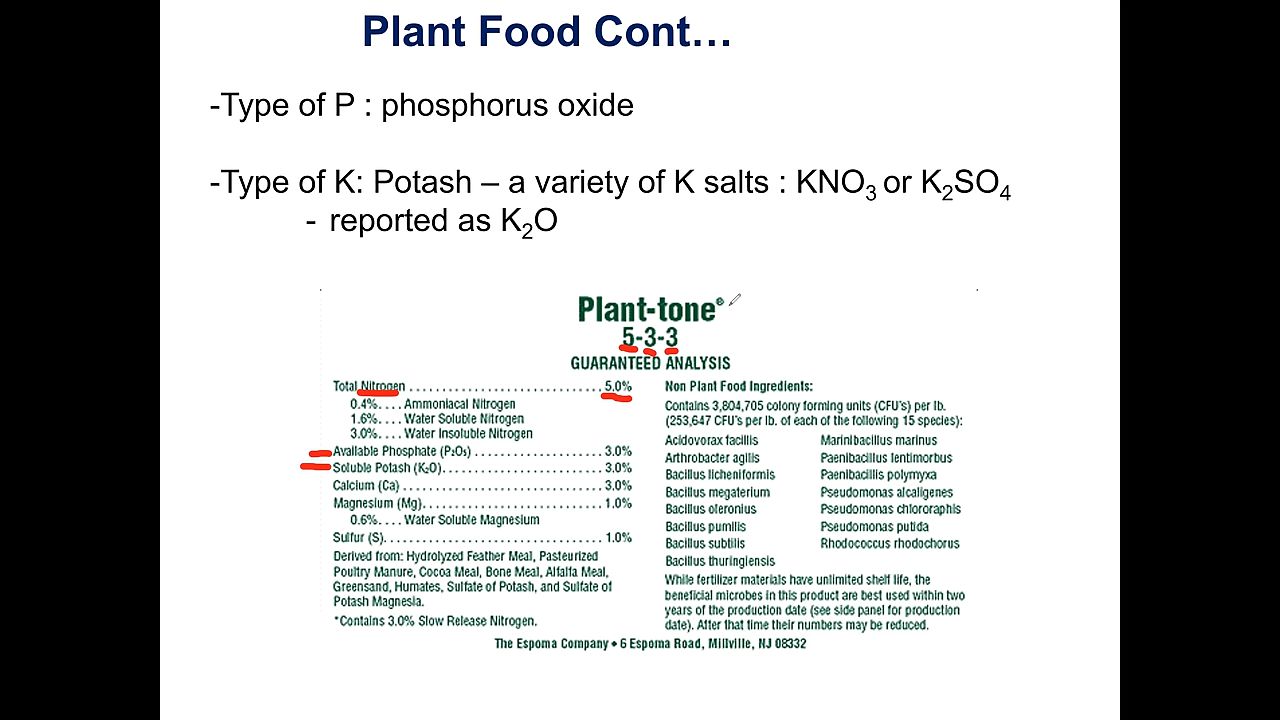 Plant Food Cont…
-Type of P : phosphorus oxide
-Type of K: Potash – a variety of K salts : KNO3 or K2SO4
- reported as K2O
Plant-tone®
5-3-3
GUARANTEED ANALYSIS
Total Nitrogen ............................ 5.0%
0.4%.... Ammoniacal Nitrogen
1.6%.... Water Soluble Nitrogen
3.0%.... Water Insoluble Nitrogen
Available Phosphate (P2O5) ................... 3.0%
Soluble Potash (K2O)....................... 3.0%
Calcium (Ca) ............................. 3.0%
Magnesium (Mg).......................... 1.0%
0.6%.... Water Soluble Magnesium
Sulfur (S)................................ 1.0%
Derived from: Hydrolyzed Feather Meal, Pasteurized
Poultry Manure, Cocoa Meal, Bone Meal, Alfalfa Meal,
Greensand, Humates, Sulfate of Potash, and Sulfate of
Potash Magnesia.
*Contains 3.0% Slow Release Nitrogen.
Non Plant Food Ingredients:
Contains 3,804,705 colony forming units (CFU's) per lb.
(253,647 CFU's per lb. of each of the following 15 species):
Acidovorax facilis
Arthrobacter agilis
Bacillus licheniformis
Bacillus megaterium
Bacillus oleronius
Bacillus pumilis
Bacillus subtilis
Bacillus thuringiensis
Marinibacillus marinus
Paenibacillus lentimorbus
Paenibacillis polymyxa
Pseudomonas alcaligenes
Pseudomonas chlororaphis
Pseudomonas putida
Rhodococcus rhodochorus
While fertilizer materials have unlimited shelf life, the
beneficial microbes in this product are best used within two
years of the production date (see side panel for production
date). After that time their numbers may be reduced.
The Espoma Company • 6 Espoma Road, Millville, NJ 08332